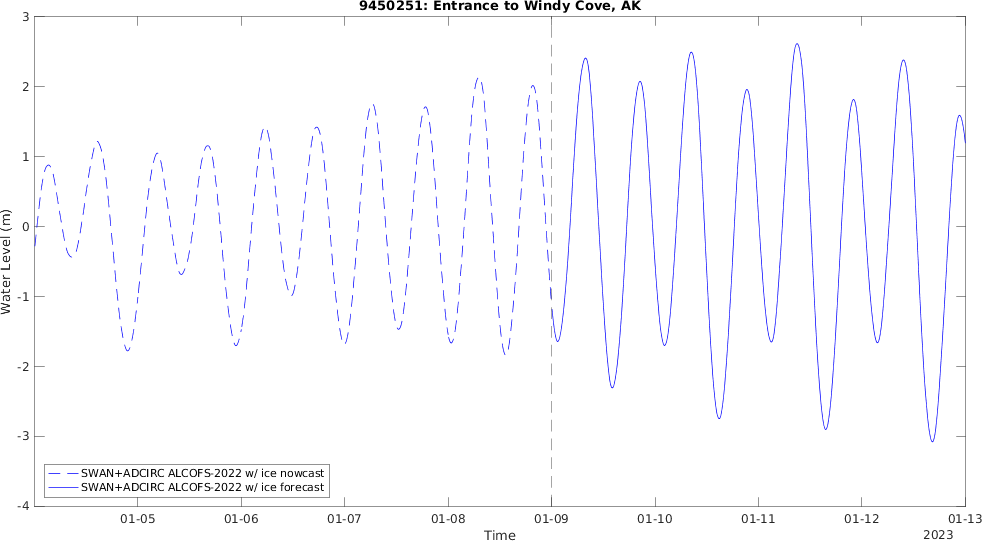 9450251: Entrance to Windy Cove, AK
3
2
1
0
-1
-2
-3
-4
Water Level (m)
SWAN+ADCIRC ALCOFS-2022 w/ ice nowcast
SWAN+ADCIRC ALCOFS-2022 w/ ice forecast
01-05 01-06 01-07 01-08 01-09 01-10 01-11 01-12 01-13
Time
2023